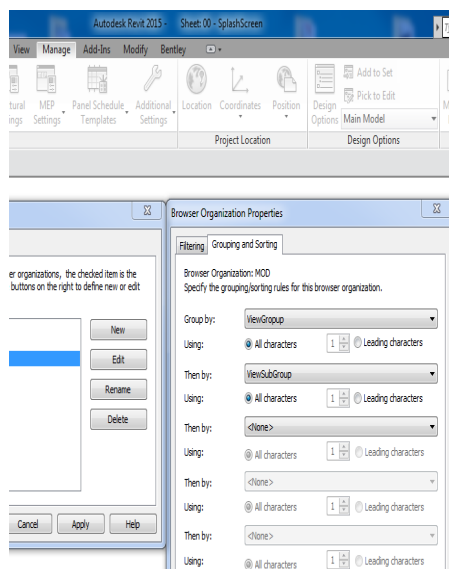 Autodesk Revit 2015 - Sheet: 00 - SplashScreen
View Manage Add-Ins Modify Bentley
MEP Settings
Panel Schedule Templates
Additional Settings
Location Coordinates Position
Design Options
Add to Set
Pick to Edit
Main Model
Project Location
Design Options
er organizations, the checked item is the
buttons on the right to define new or edit
New
Edit
Rename
Delete
Cancel Apply Help
Browser Organization Properties
Filtering Grouping and Sorting
Browser Organization: MOD
Specify the grouping/sorting rules for this browser organization.
Group by: ViewGropup
Using: All characters 1 Leading characters
Then by: ViewSubGroup
Using: All characters 1 Leading characters
Then by: <None>
Using: All characters 1 Leading characters
Then by: <None>
Using: All characters 1 Leading characters
Then by: <None>
Using: All characters 1 Leading characters